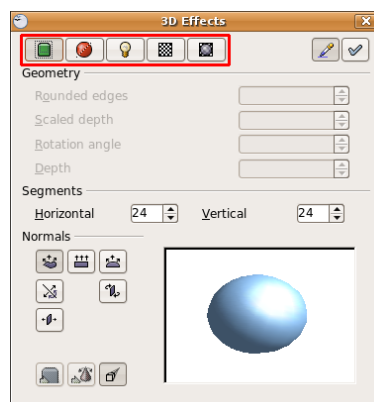 3D Effects
Geometry
Rounded edges
Scaled depth
Rotation angle
Depth
Segments
Horizontal 24 Vertical 24
Normals